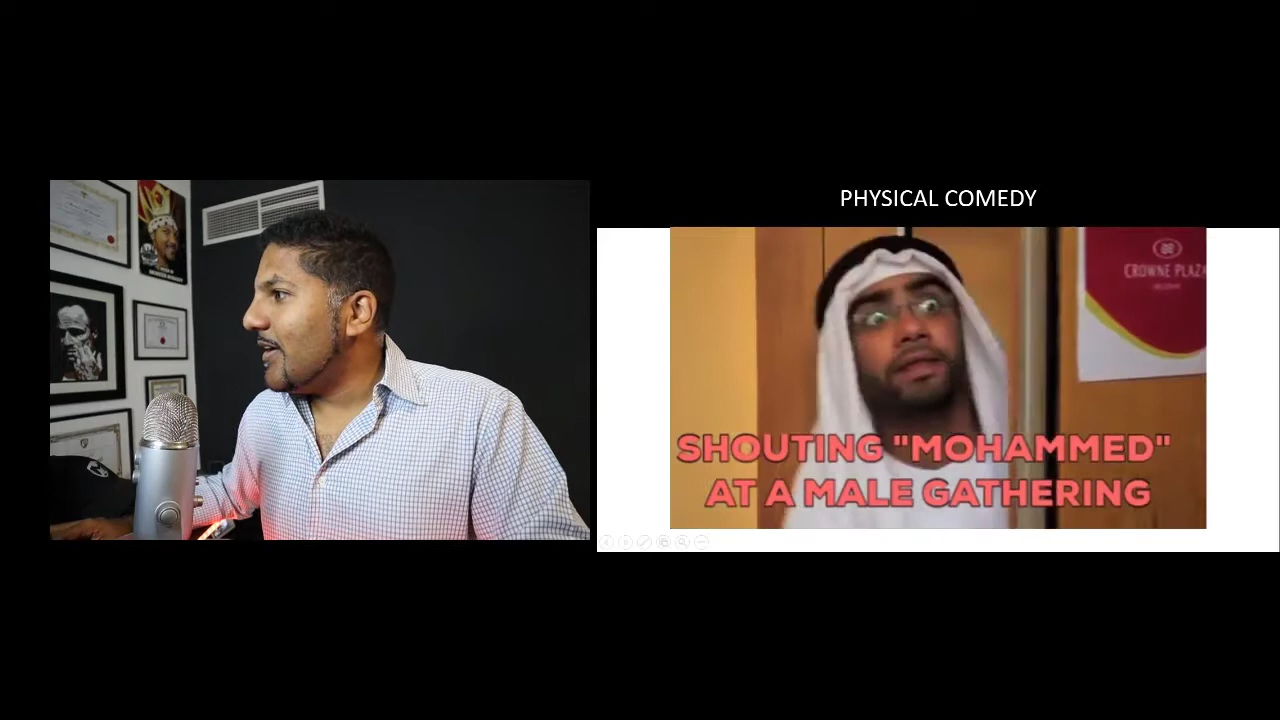 PHYSICAL COMEDY
CROWNE PLAZA
SHOUTING "MOHAMMED"
AT A MALE GATHERING